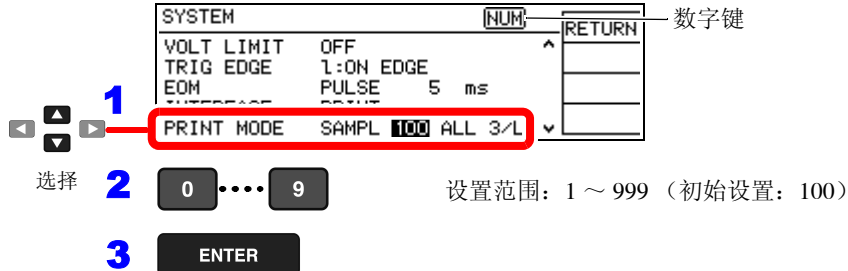 SYSTEM NUM RETURN 数字键
VOLT LIMIT OFF
TRIG EDGE ⤒:ON EDGE
EOM PULSE 5 ms
INTERFACE PRINT
1 PRINT MODE SAMPL 100 ALL 3/L
选择
2 0 •••• 9 设置范围：1 ～ 999 （初始设置：100）
3 ENTER